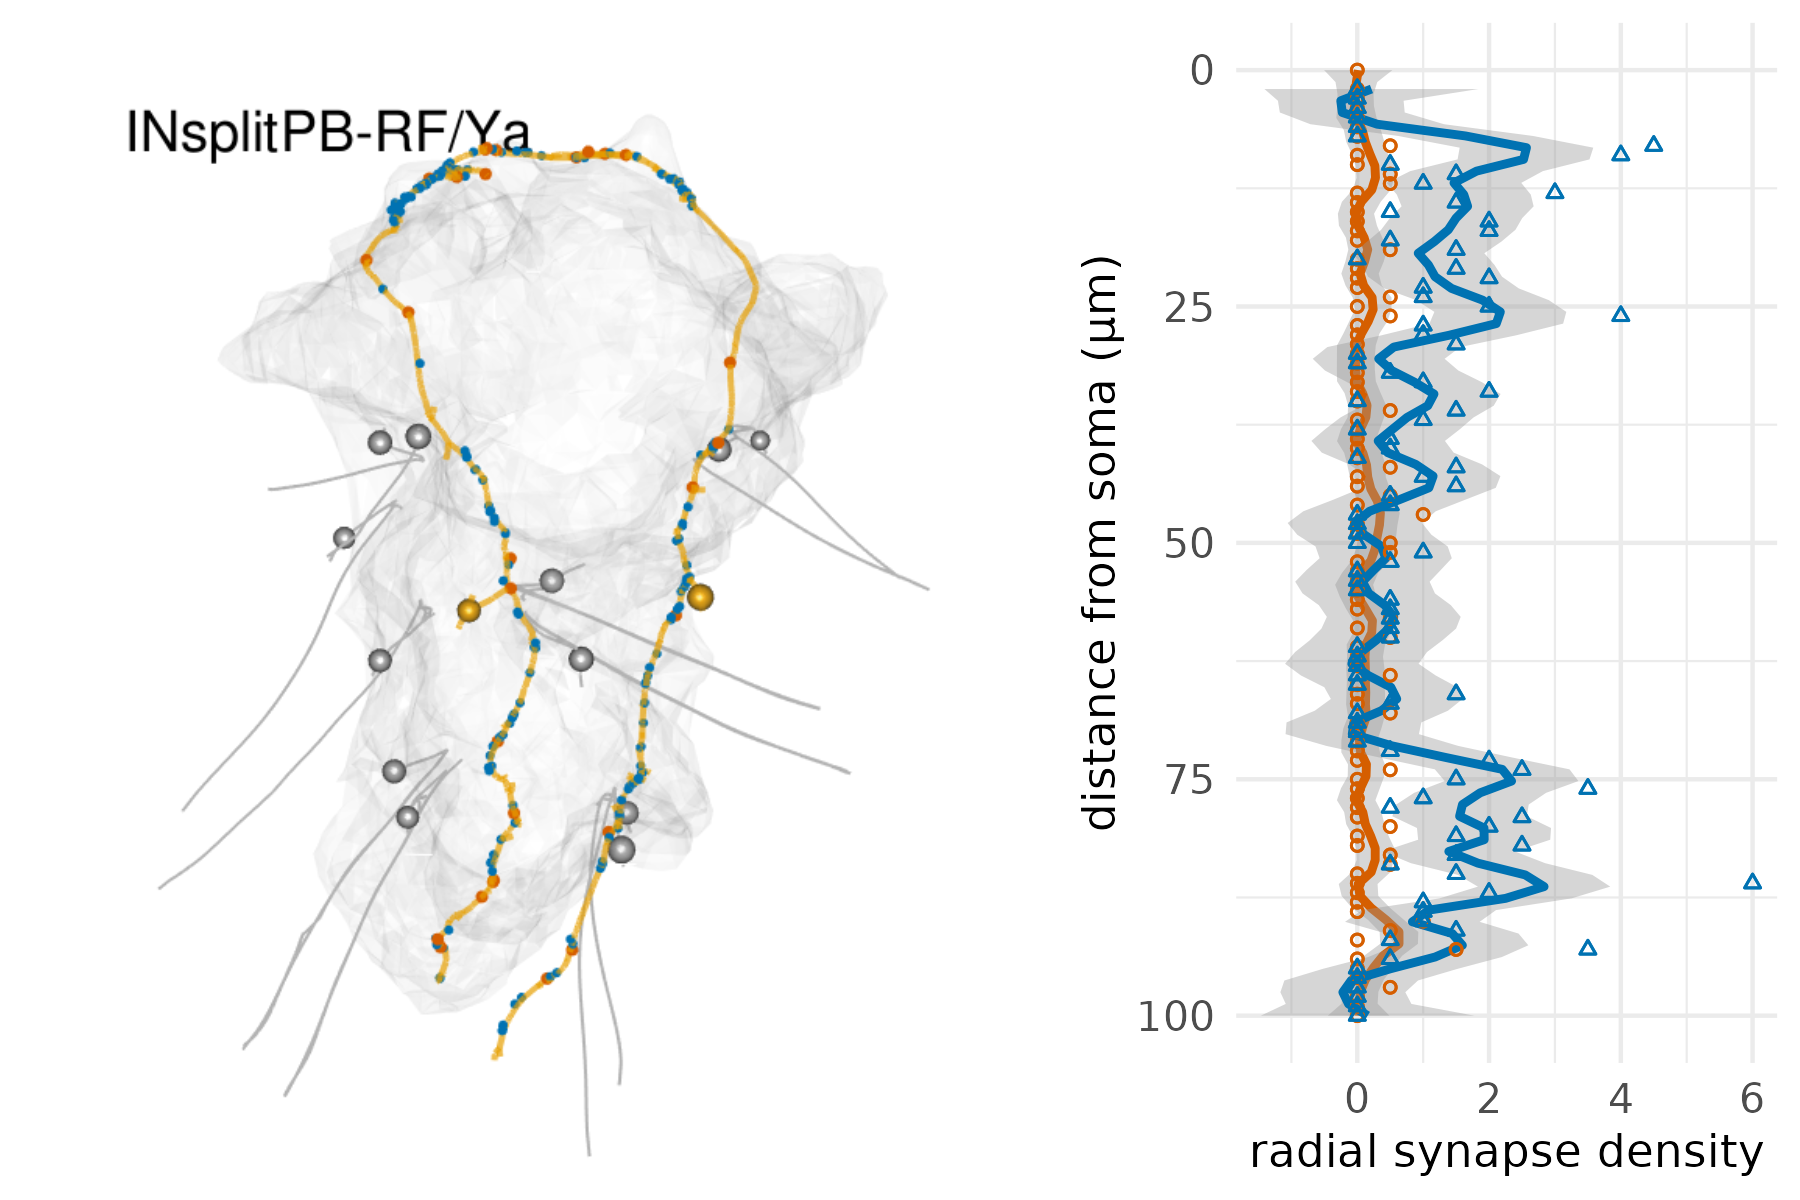 INsplitPB-RF/Ya
distance from soma (µm)
0
25
50
75
100
0 2 4 6
radial synapse density